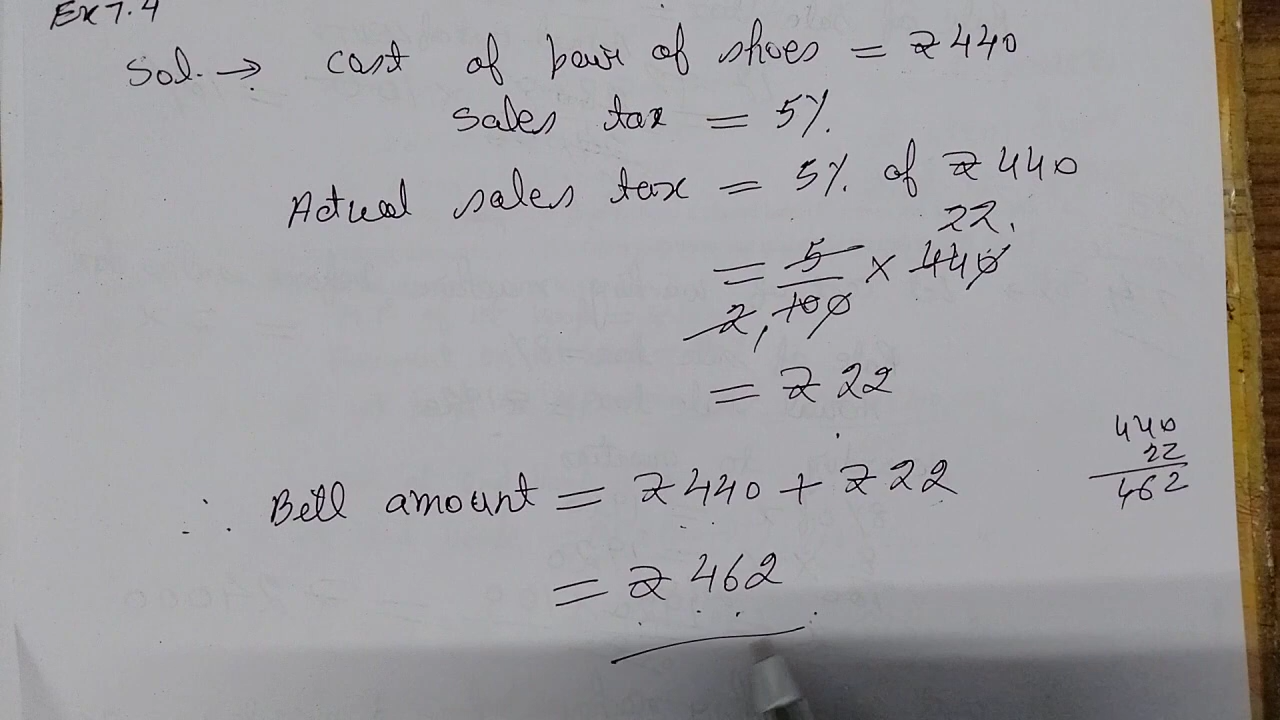 Ex 7.4
Sol. → cost of pair of shoes = ₹440
sales tax = 5%.
Actual sales tax = 5% of ₹440
22.
= 5/100 × 440
2,
= ₹22
∴ Bill amount = ₹440 + ₹22
440
22
462
= ₹462